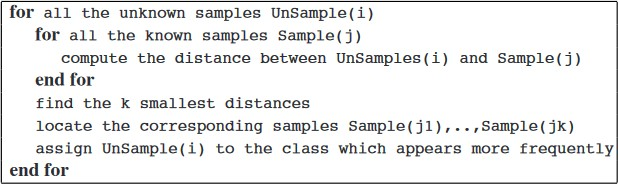 for all the unknown samples UnSample(i)
for all the known samples Sample(j)
compute the distance between UnSamples(i) and Sample(j)
end for
find the k smallest distances
locate the corresponding samples Sample(j1),..,Sample(jk)
assign UnSample(i) to the class which appears more frequently
end for